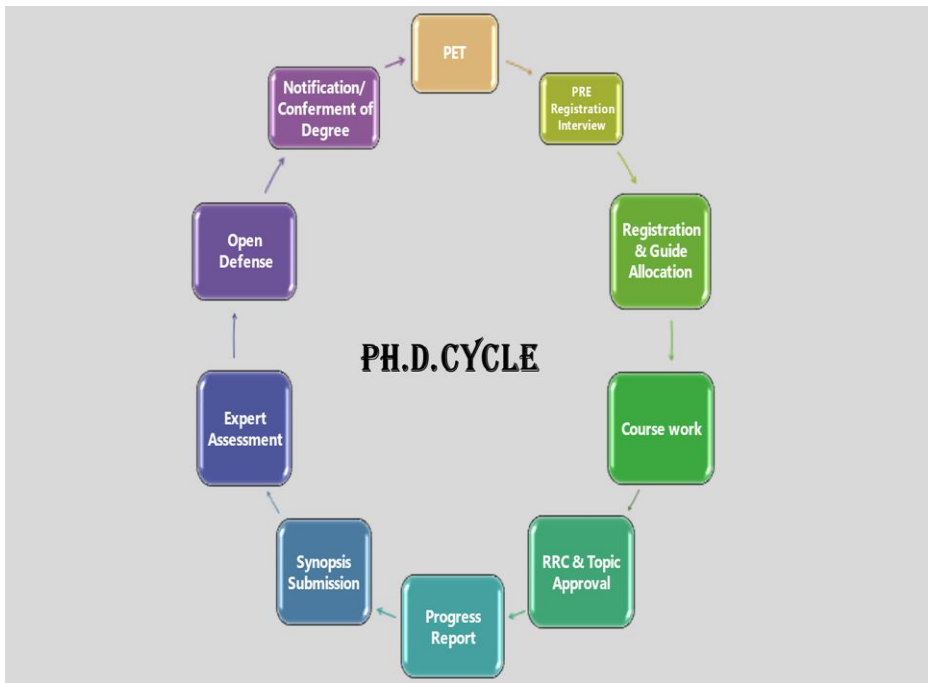 PET
PRE
Registration
Interview
Registration
& Guide
Allocation
Course work
RRC & Topic
Approval
Progress
Report
Synopsis
Submission
Expert
Assessment
Open
Defense
Notification/
Conferment of
Degree
PH.D.CYCLE